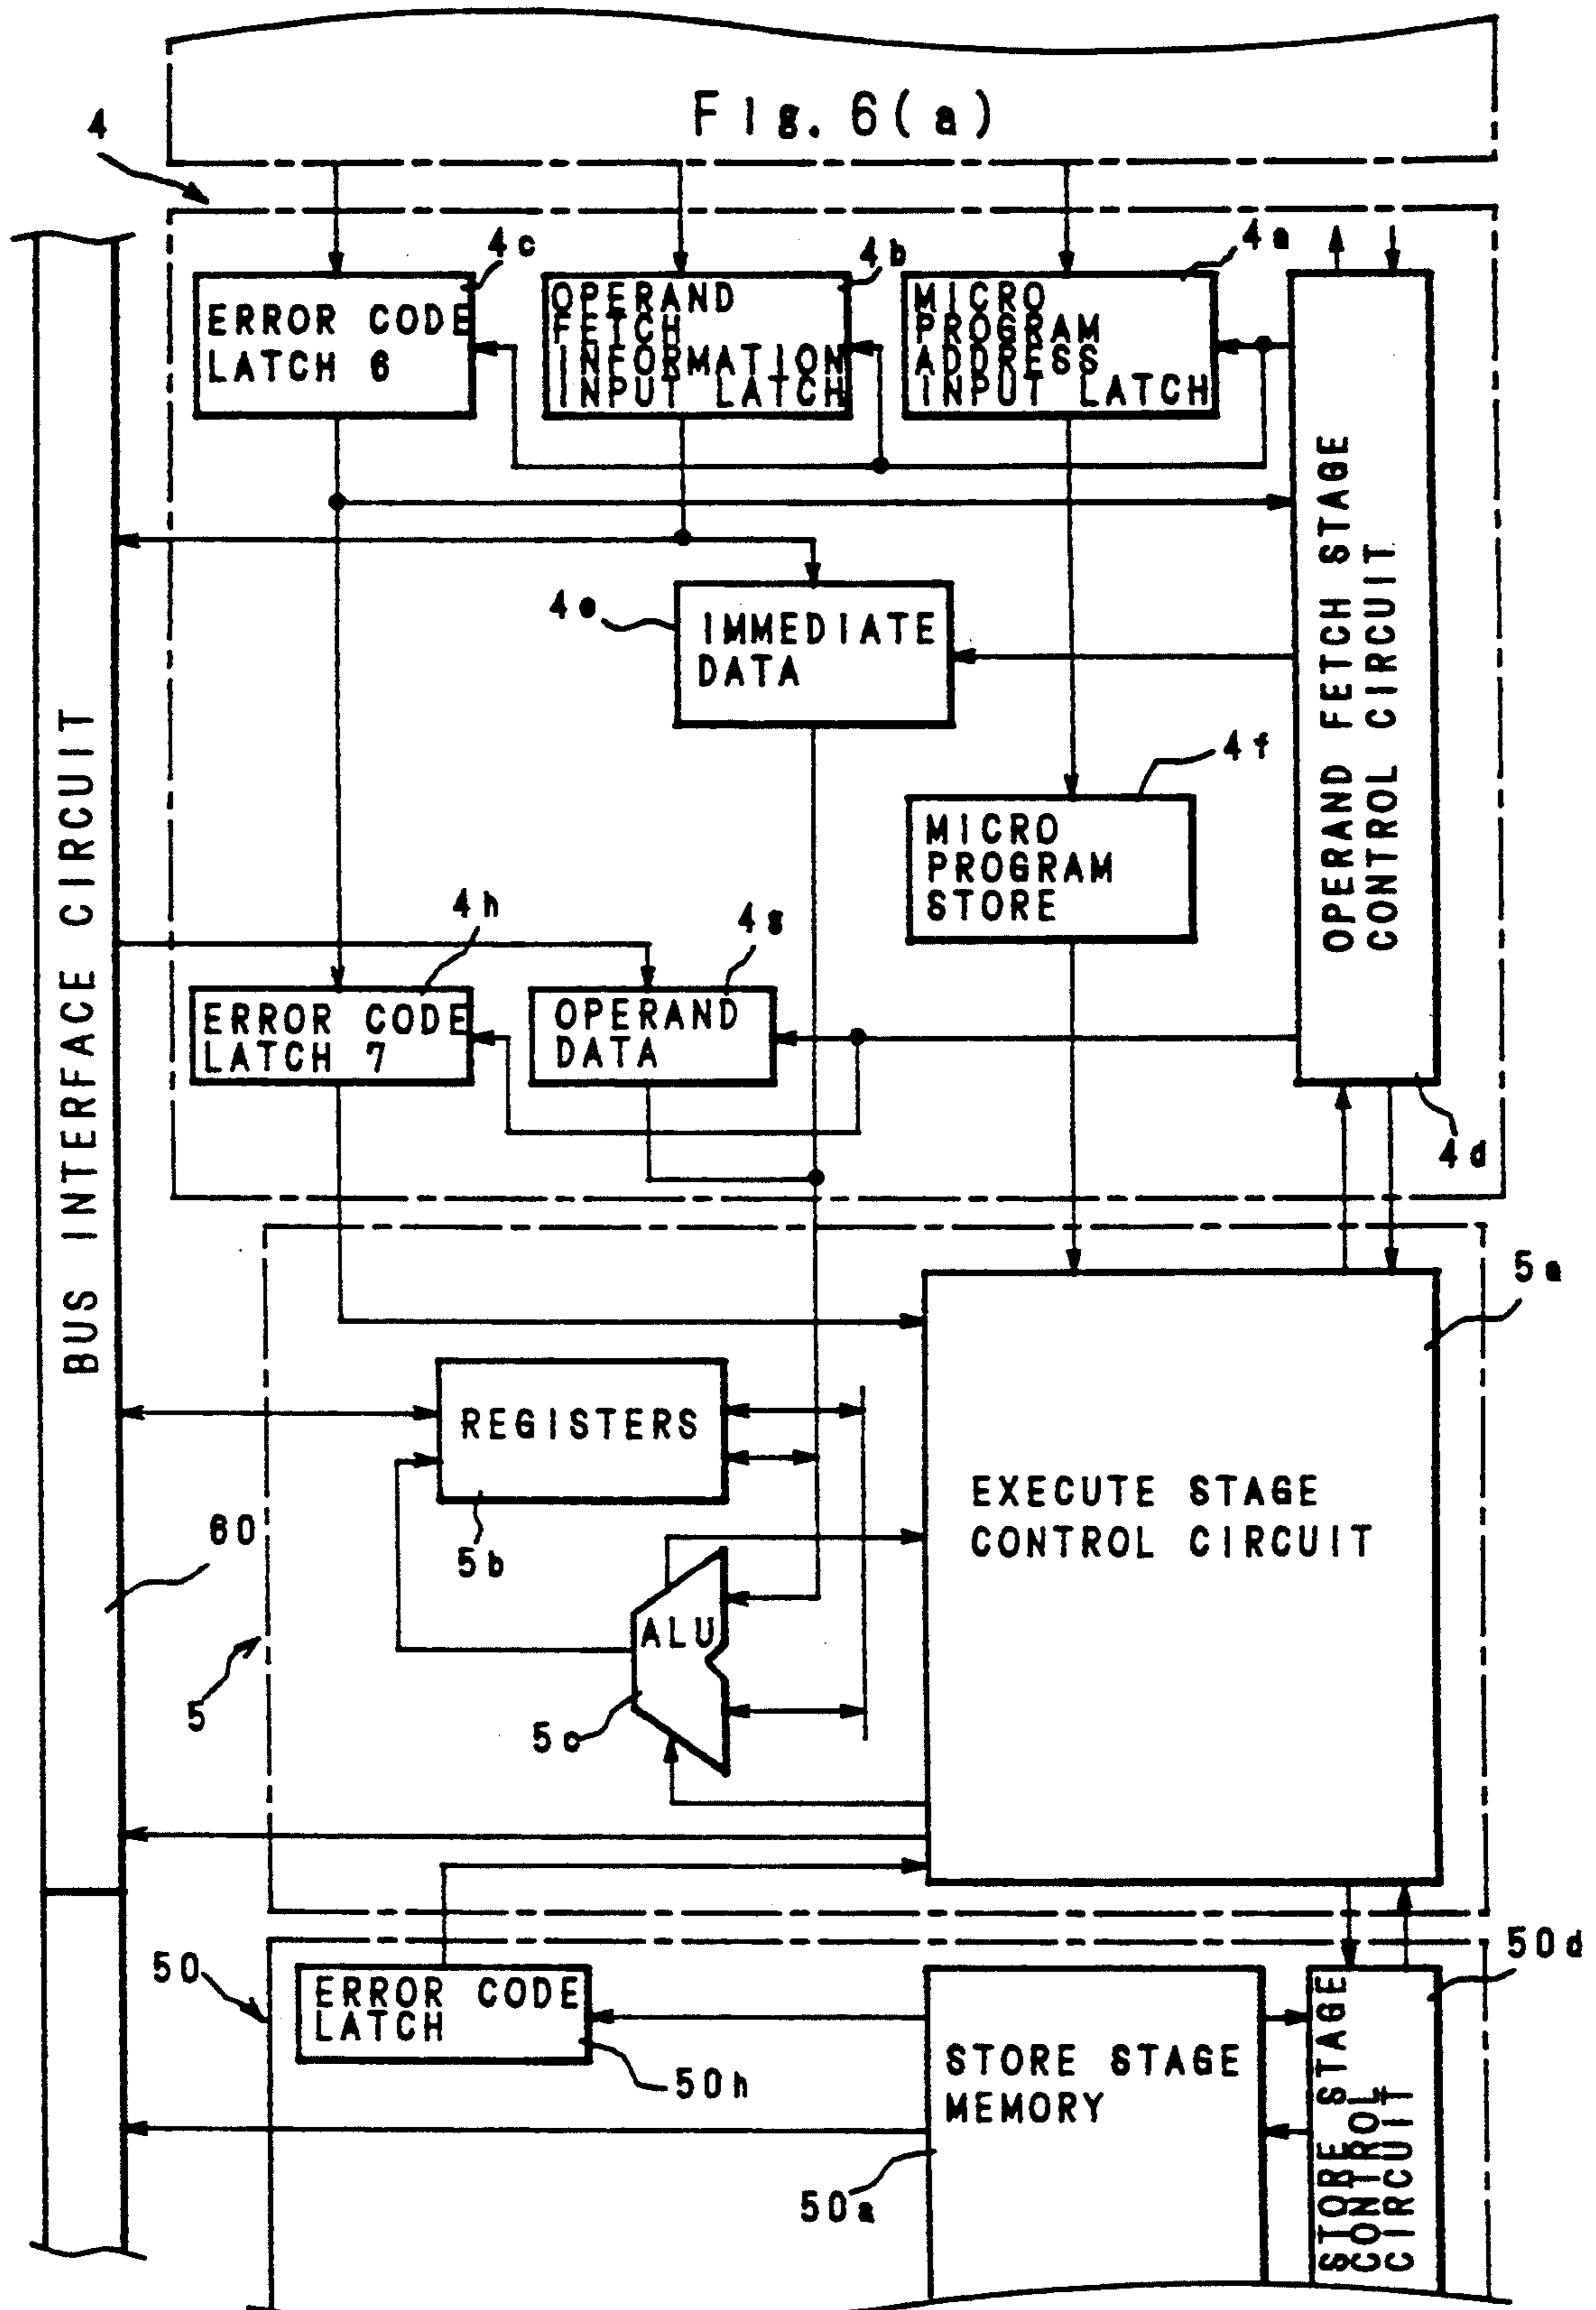 Fig. 6(a)
4
4c
4b
4a
ERROR CODE
LATCH 6
OPERAND
FETCH
INFORMATION
INPUT LATCH
MICRO
PROGRAM
ADDRESS
INPUT LATCH
OPERAND FETCH STAGE
CONTROL CIRCUIT
4e
IMMEDIATE
DATA
4f
MICRO
PROGRAM
STORE
BUS INTERFACE CIRCUIT
4h
4g
ERROR CODE
LATCH 7
OPERAND
DATA
4d
5a
REGISTERS
5b
EXECUTE STAGE
CONTROL CIRCUIT
60
ALU
5
5c
50
50d
ERROR CODE
LATCH
50h
STORE STAGE
MEMORY
50a
STORE STAGE
CONTROL
CIRCUIT